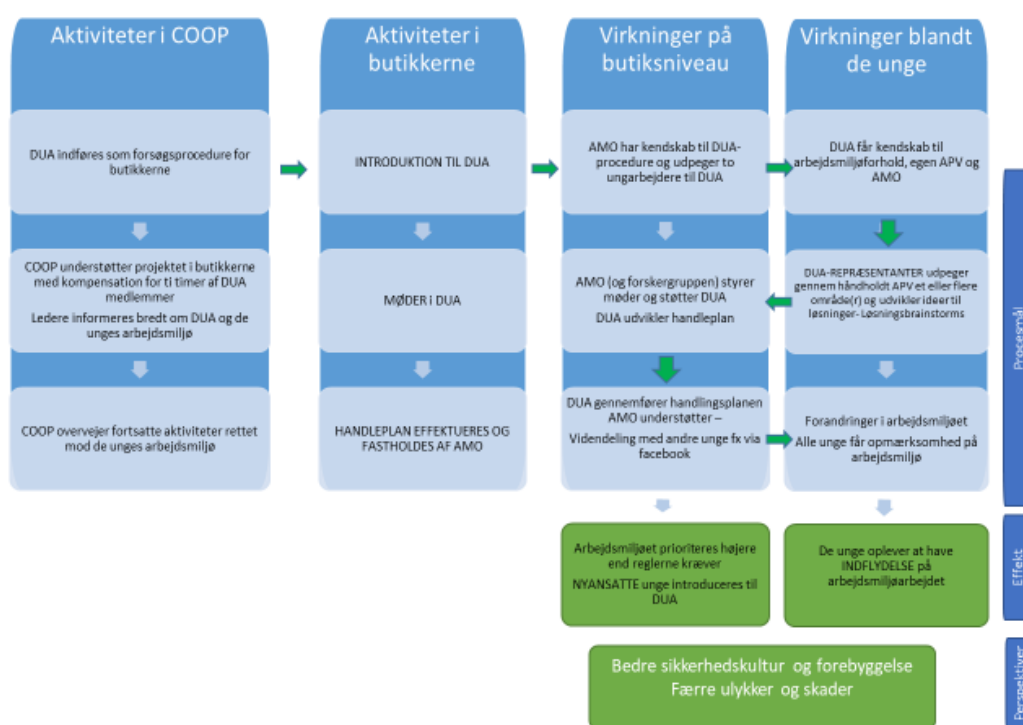 Aktiviteter i COOP
DUA indføres som forsøgsprocedure for
butikkerne
COOP understøtter projektet i butikkerne
med kompensation for ti timer af DUA
medlemmer
Ledere informeres bredt om DUA og de
unges arbejdsmiljø
COOP overvejer fortsatte aktiviteter rettet
mod de unges arbejdsmiljø
Aktiviteter i
butikkerne
INTRODUKTION TIL DUA
MØDER i DUA
HANDLEPLAN EFFEKTUERES OG
FASTHOLDES AF AMO
Virkninger på
butiksniveau
AMO har kendskab til DUA-
procedure og udpeger to
ungarbejdere til DUA
AMO (og forskergruppen) styrer
møder og støtter DUA
DUA udvikler handleplan
DUA gennemfører handlingsplanen
AMO understøtter –
Videndeling med andre unge fx via
facebook
Arbejdsmiljøet prioriteres højere
end reglerne kræver
NYANSATTE unge introduceres til
DUA
Virkninger blandt
de unge
DUA får kendskab til
arbejdsmiljøforhold, egen APV og
AMO
DUA-REPRÆSENTANTER udpeger
gennem håndholdt APV et eller flere
område(r) og udvikler ideer til
løsninger- Løsningsbrainstorms
Forandringer i arbejdsmiljøet
Alle unge får opmærksomhed på
arbejdsmiljø
De unge oplever at have
INDFLYDELSE på
arbejdsmiljøarbejdet
Bedre sikkerhedskultur og forebyggelse
Færre ulykker og skader
Procesmål
Effekt
Perspektiver